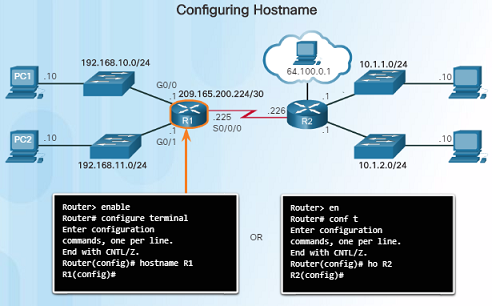 Configuring Hostname
192.168.10.0/24
PC1
.10
.1
G0/0
209.165.200.224/30
64.100.0.1
10.1.1.0/24
.10
.1
R1
.225
S0/0/0
.226
R2
.1
PC2
.10
.1
G0/1
192.168.11.0/24
.1
.10
10.1.2.0/24
Router> enable
Router# configure terminal
Enter configuration
commands, one per line.
End with CNTL/Z.
Router(config)# hostname R1
R1(config)#
OR
Router> en
Router# conf t
Enter configuration
commands, one per line.
End with CNTL/Z.
Router(config)# ho R2
R2(config)#